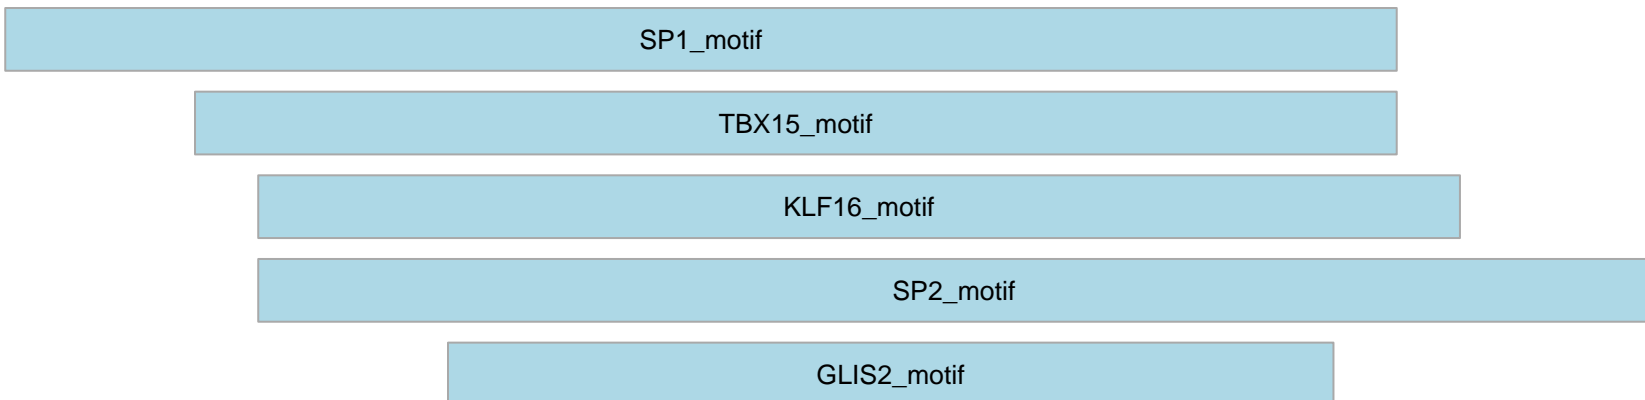 SP1_motif
TBX15_motif
KLF16_motif
SP2_motif
GLIS2_motif